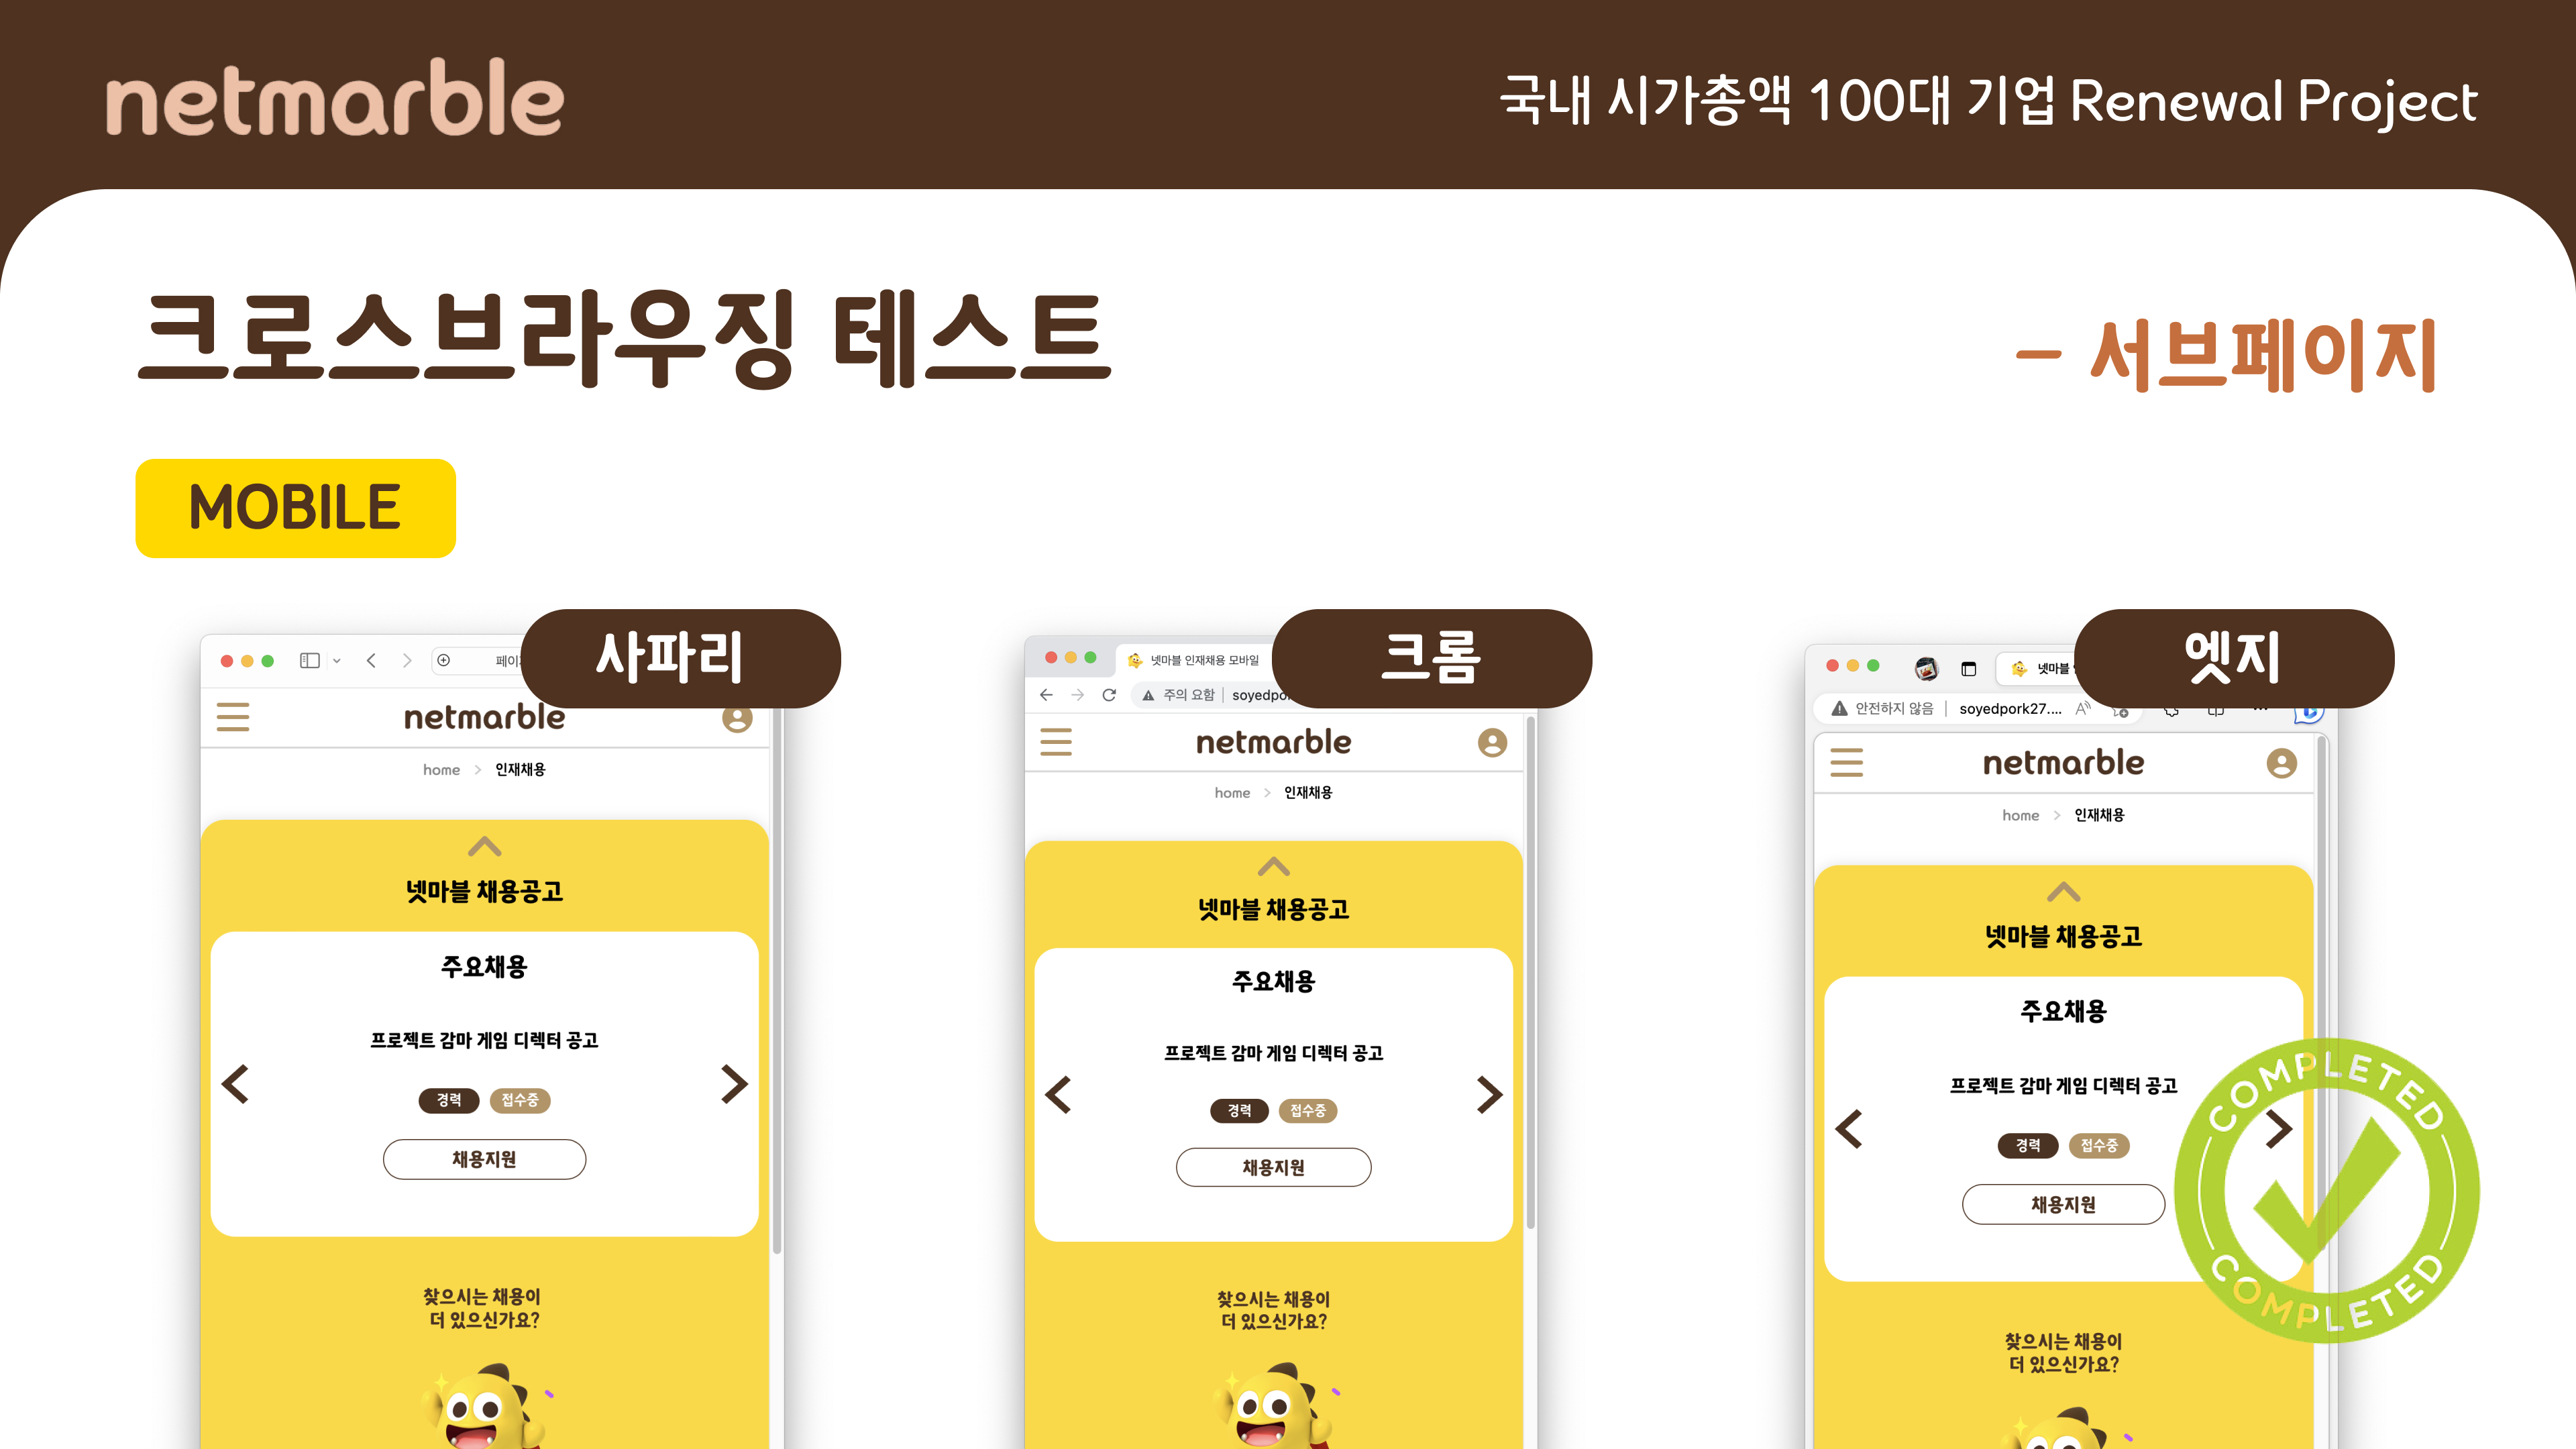 netmarble
국내 시가총액 100대 기업 Renewal Project
크로스브라우징 테스트
- 서브페이지
MOBILE
사파리
netmarble
home > 인재채용
넷마블 채용공고
주요채용
프로젝트 감마 게임 디렉터 공고
경력 접수중
채용지원
찾으시는 채용이
더 있으신가요?
크롬
넷마블 인재채용 모바일
주의 요함 | soyedpo
netmarble
home > 인재채용
넷마블 채용공고
주요채용
프로젝트 감마 게임 디렉터 공고
경력 접수중
채용지원
찾으시는 채용이
더 있으신가요?
엣지
넷마블
안전하지 않음 | soyedpork27....
netmarble
home > 인재채용
넷마블 채용공고
주요채용
프로젝트 감마 게임 디렉터 공고
경력 접수중
채용지원
찾으시는 채용이
더 있으신가요?
COMPLETED
COMPLETED